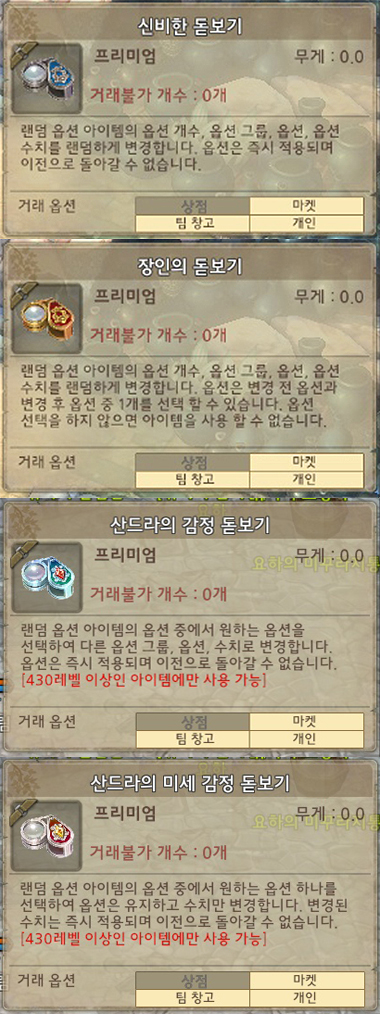 신비한 돋보기
프리미엄 무게 : 0.0
거래불가 개수 : 0개
랜덤 옵션 아이템의 옵션 개수, 옵션 그룹, 옵션, 옵션
수치를 랜덤하게 변경합니다. 옵션은 즉시 적용되며
이전으로 돌아갈 수 없습니다.
거래 옵션 상점 마켓
팀 창고 개인
장인의 돋보기
프리미엄 무게 : 0.0
거래불가 개수 : 0개
랜덤 옵션 아이템의 옵션 개수, 옵션 그룹, 옵션, 옵션
수치를 랜덤하게 변경합니다. 옵션은 변경 전 옵션과
변경 후 옵션 중 1개를 선택 할 수 있습니다. 옵션
선택을 하지 않으면 아이템을 사용 할 수 없습니다.
거래 옵션 상점 마켓
팀 창고 개인
산드라의 감정 돋보기
프리미엄 무게 : 0.0
거래불가 개수 : 0개
랜덤 옵션 아이템의 옵션 중에서 원하는 옵션을
선택하여 다른 옵션 그룹, 옵션, 수치로 변경합니다.
옵션은 즉시 적용되며 이전으로 돌아갈 수 없습니다.
[430레벨 이상인 아이템에만 사용 가능]
거래 옵션 상점 마켓
팀 창고 개인
산드라의 미세 감정 돋보기
프리미엄 무게 : 0.0
거래불가 개수 : 0개
랜덤 옵션 아이템의 옵션 중에서 원하는 옵션 하나를
선택하여 옵션은 유지하고 수치만 변경합니다. 변경된
수치는 즉시 적용되며 이전으로 돌아갈 수 없습니다.
[430레벨 이상인 아이템에만 사용 가능]
거래 옵션 상점 마켓
팀 창고 개인